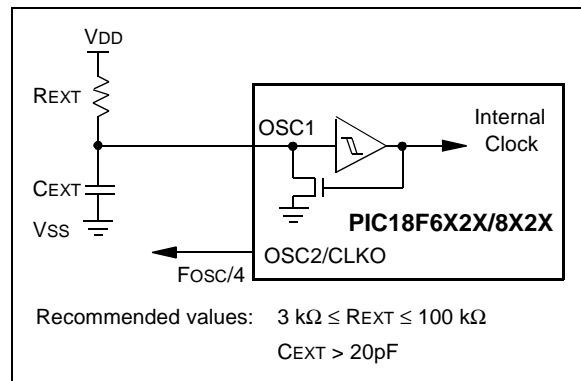 VDD
REXT
OSC1
Internal
Clock
CEXT
VSS
PIC18F6X2X/8X2X
OSC2/CLKO
FOSC/4
Recommended values: 3 kΩ ≤ REXT ≤ 100 kΩ
CEXT > 20pF